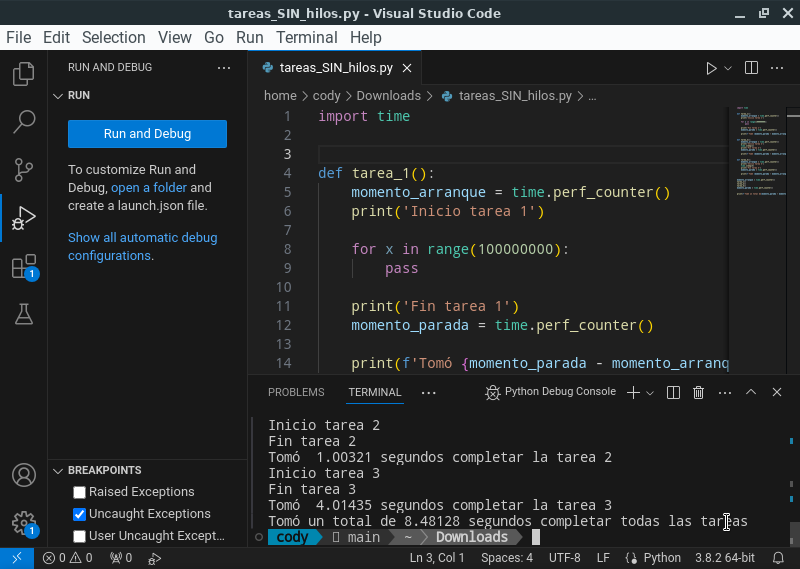 tareas_SIN_hilos.py - Visual Studio Code
File Edit Selection View Go Run Terminal Help
RUN AND DEBUG
RUN
Run and Debug
To customize Run and
Debug, open a folder and
create a launch.json file.
Show all automatic debug
configurations.
BREAKPOINTS
Raised Exceptions
Uncaught Exceptions
User Uncaught Except...
1
1
tareas_SIN_hilos.py
home > cody > Downloads > tareas_SIN_hilos.py > ...
1 import time
2
3
4 def tarea_1():
5 momento_arranque = time.perf_counter()
6 print('Inicio tarea 1')
7
8 for x in range(100000000):
9 pass
10
11 print('Fin tarea 1')
12 momento_parada = time.perf_counter()
13
14 print(f'Tomó {momento_parada - momento_arranq
PROBLEMS TERMINAL ... Python Debug Console
Inicio tarea 2
Fin tarea 2
Tomó  1.00321 segundos completar la tarea 2
Inicio tarea 3
Fin tarea 3
Tomó  4.01435 segundos completar la tarea 3
Tomó un total de 8.48128 segundos completar todas las tareas
cody main ~ Downloads
0 0 0 Ln 3, Col 1 Spaces: 4 UTF-8 LF Python 3.8.2 64-bit